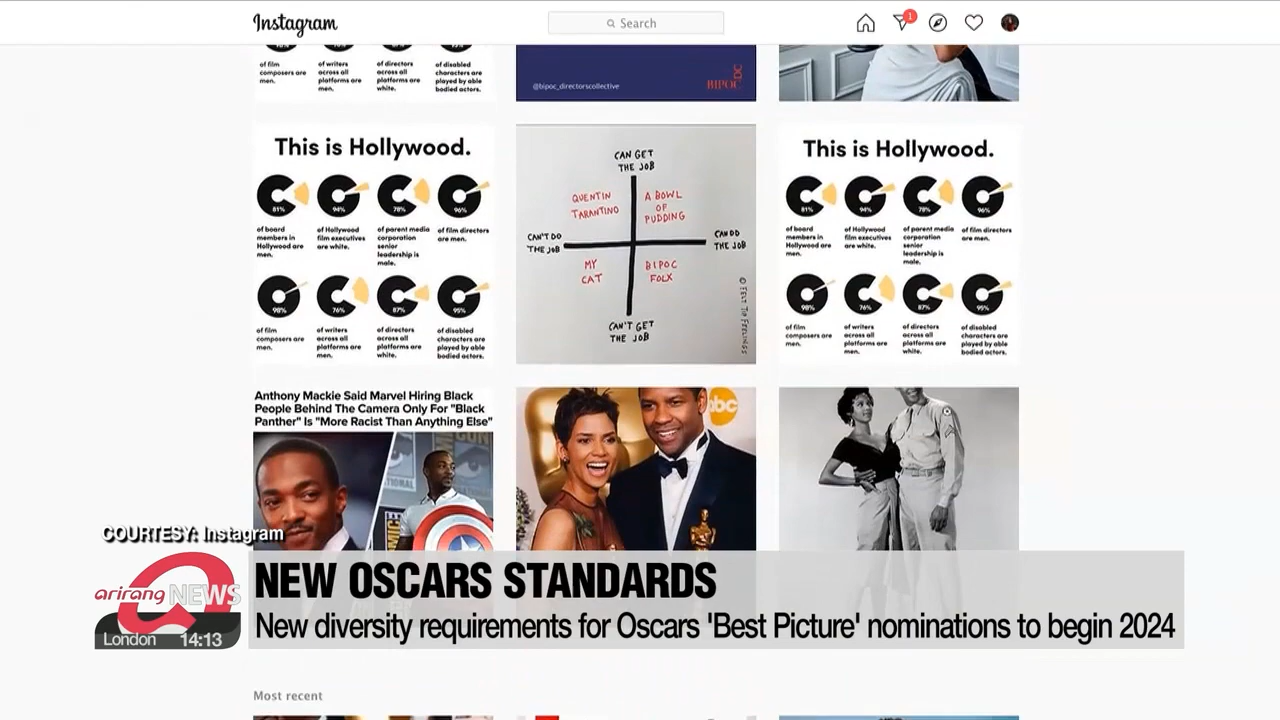 Instagram
Search
1
of film
composers are
men.
of writers
across all
platforms are
men.
of directors
across all
platforms are
white.
of disabled
characters are
played by able
bodied actors.
@bipoc_directorscollective
BIPOC
DC
This is Hollywood.
81%
94%
78%
96%
of board
members in
Hollywood are
men.
of Hollywood
film executives
are white.
of parent media
corporation
senior
leadership is
male.
of film directors
are men.
98%
76%
87%
95%
of film
composers are
men.
of writers
across all
platforms are
men.
of directors
across all
platforms are
white.
of disabled
characters are
played by able
bodied actors.
CAN GET
THE JOB
QUENTIN
TARANTINO
A BOWL
OF
PUDDING
CAN'T DO
THE JOB
CAN DO
THE JOB
MY
CAT
BIPOC
FOLX
CAN'T GET
THE JOB
© FELT TIP FEELINGS
This is Hollywood.
81%
94%
78%
96%
of board
members in
Hollywood are
men.
of Hollywood
film executives
are white.
of parent media
corporation
senior
leadership is
male.
of film directors
are men.
98%
76%
87%
95%
of film
composers are
men.
of writers
across all
platforms are
men.
of directors
across all
platforms are
white.
of disabled
characters are
played by able
bodied actors.
Anthony Mackie Said Marvel Hiring Black
People Behind The Camera Only For "Black
Panther" Is "More Racist Than Anything Else"
abc
COURTESY: Instagram
arirang NEWS
London 14:13
NEW OSCARS STANDARDS
New diversity requirements for Oscars 'Best Picture' nominations to begin 2024
Most recent